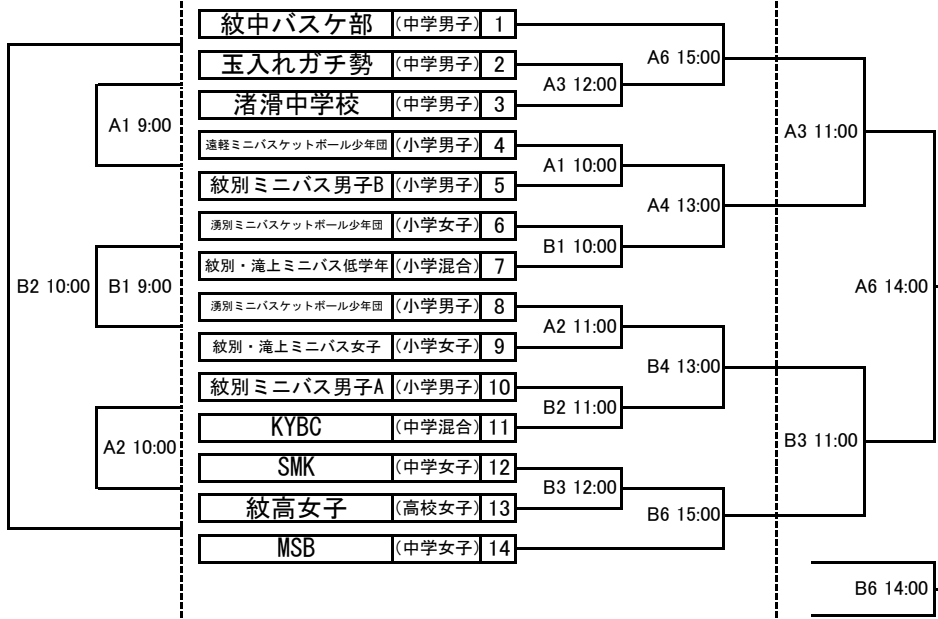 紋中バスケ部 (中学男子) 1
玉入れガチ勢 (中学男子) 2
渚滑中学校 (中学男子) 3
遠軽ミニバスケットボール少年団 (小学男子) 4
紋別ミニバス男子B (小学男子) 5
湧別ミニバスケットボール少年団 (小学女子) 6
紋別・滝上ミニバス低学年 (小学混合) 7
湧別ミニバスケットボール少年団 (小学男子) 8
紋別・滝上ミニバス女子 (小学女子) 9
紋別ミニバス男子A (小学男子) 10
KYBC (中学混合) 11
SMK (中学女子) 12
紋高女子 (高校女子) 13
MSB (中学女子) 14
A1 9:00
B2 10:00
B1 9:00
A2 10:00
A3 12:00
A1 10:00
B1 10:00
A2 11:00
B2 11:00
B3 12:00
A6 15:00
A4 13:00
B4 13:00
B6 15:00
A3 11:00
B3 11:00
A6 14:00
B6 14:00